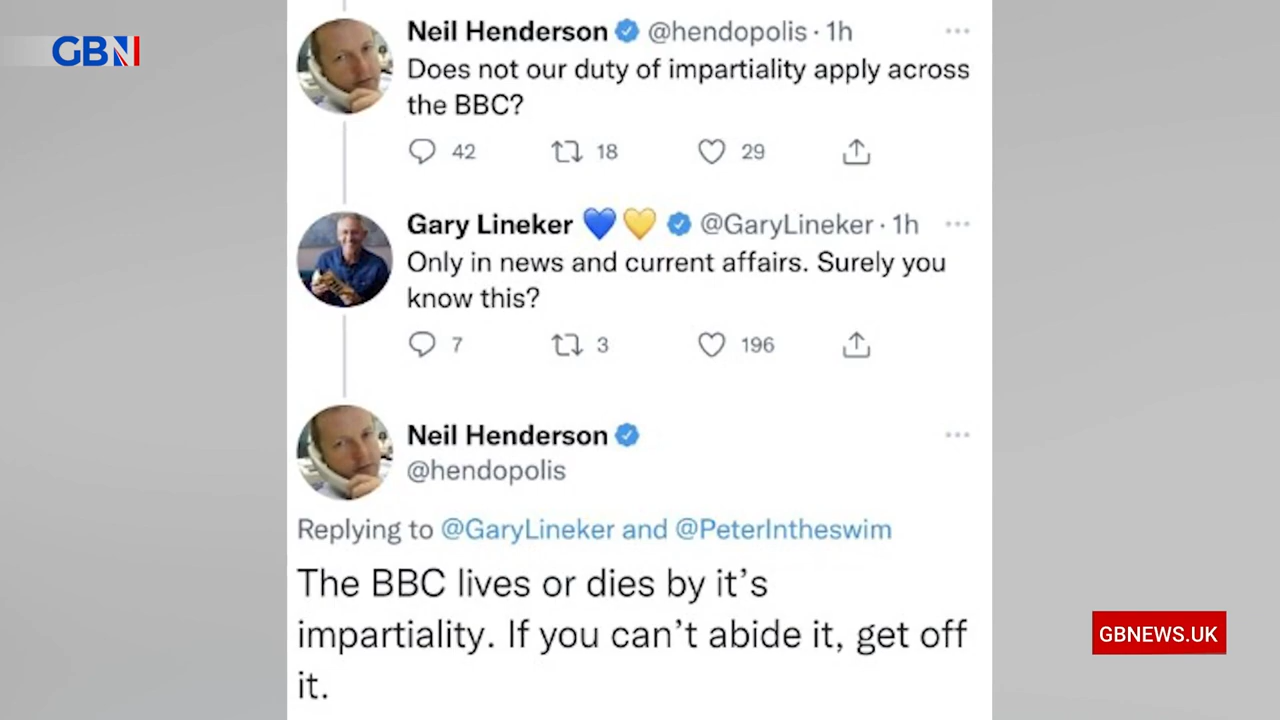 GBN
Neil Henderson @hendopolis · 1h
Does not our duty of impartiality apply across
the BBC?
42 18 29
Gary Lineker 💙💛 @GaryLineker · 1h
Only in news and current affairs. Surely you
know this?
7 3 196
Neil Henderson
@hendopolis
Replying to @GaryLineker and @PeterIntheswim
The BBC lives or dies by it’s
impartiality. If you can’t abide it, get off
it.
GBNEWS.UK